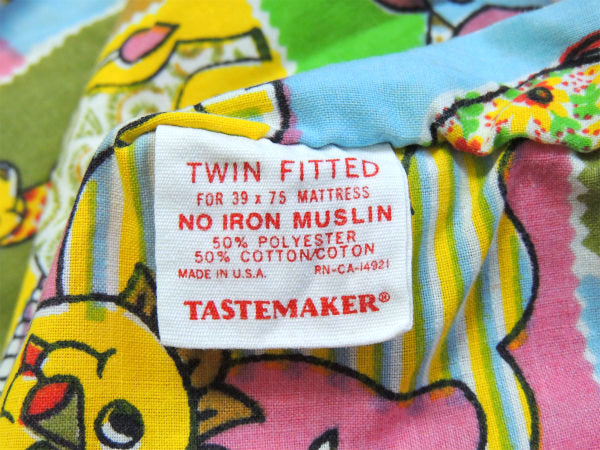 TWIN FITTED
FOR 39 x 75 MATTRESS
NO IRON MUSLIN
50% POLYESTER
50% COTTON/COTON
MADE IN U.S.A. RN-CA-14921
TASTEMAKER®